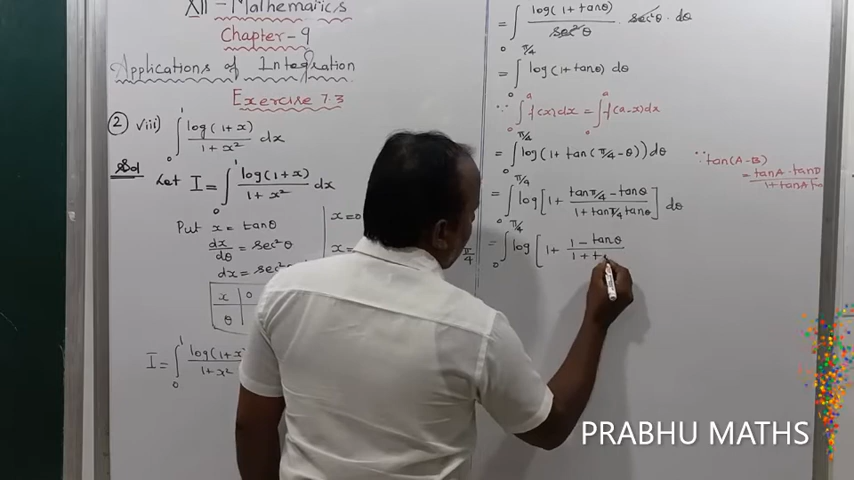 XII - Mathematics
Chapter - 9
Applications of Integration
Exercise 7.3
(2) viii) ∫₀¹ log(1+x)/(1+x²) dx
Sol Let I = ∫₀¹ log(1+x)/(1+x²) dx
Put x = tanθ
dx/dθ = sec²θ
dx = sec²θ
x=0
x=
π/4
x 0
θ
I = ∫₀¹ log(1+x)/(1+x²)
= ∫₀ log(1+tanθ)/sec²θ · sec²θ · dθ
= ∫₀^(π/4) log(1+tanθ) dθ
∵ ∫₀^a f(x)dx = ∫₀^a f(a-x)dx
= ∫₀^(π/4) log(1+tan(π/4-θ)) dθ
= ∫₀^(π/4) log[1 + (tanπ/4 - tanθ)/(1+tanπ/4 tanθ)] dθ
= ∫₀^(π/4) log[1 + (1-tanθ)/(1+t
∵ tan(A-B)
= (tanA - tanB)/(1+tanA
PRABHU MATHS